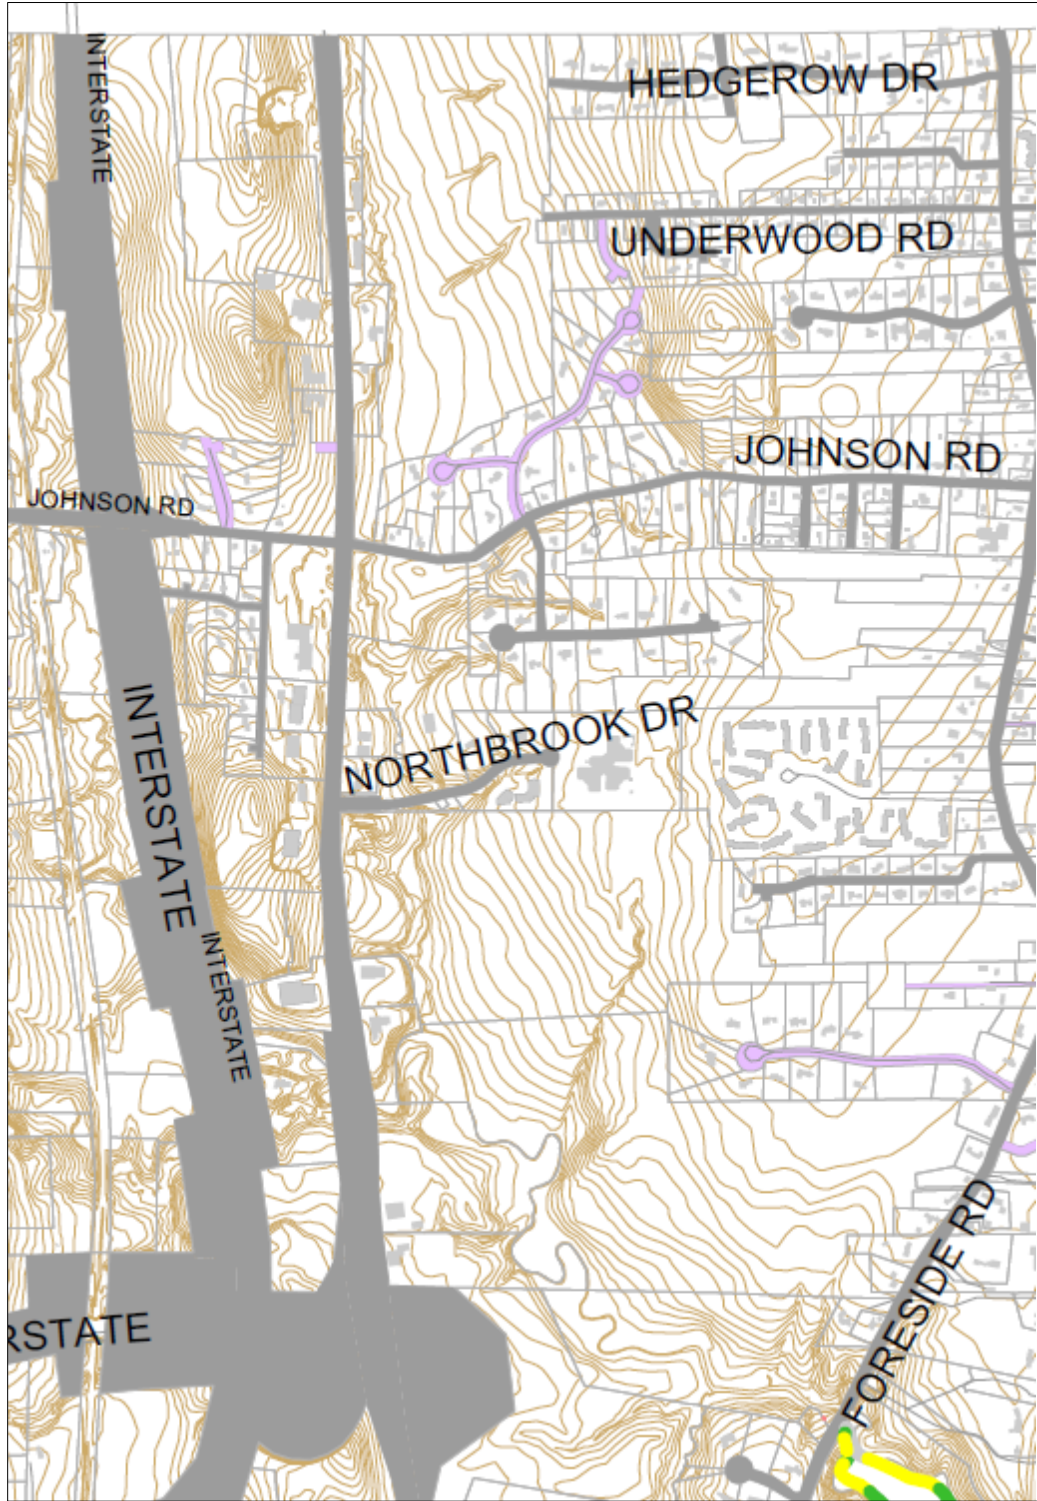 INTERSTATE
HEDGEROW DR
UNDERWOOD RD
JOHNSON RD
JOHNSON RD
INTERSTATE
NORTHBROOK DR
INTERSTATE
FORESIDE RD
RSTATE